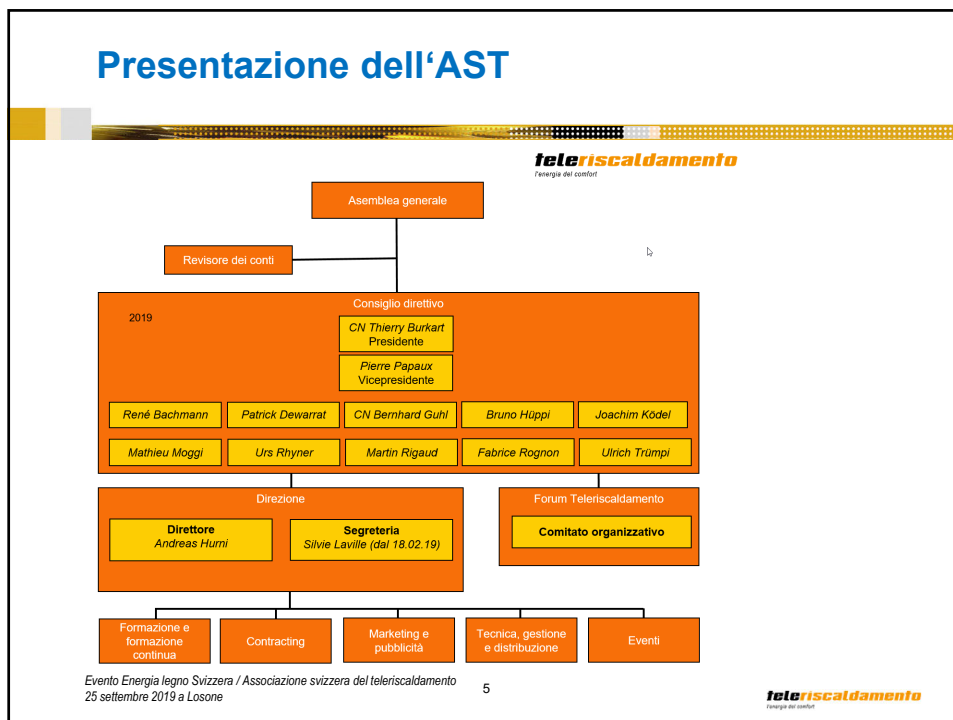 Presentazione dell‘AST
teleriscaldamento
l'energia del comfort
Asemblea generale
Revisore dei conti
Consiglio direttivo
2019
CN Thierry Burkart
Presidente
Pierre Papaux
Vicepresidente
René Bachmann
Patrick Dewarrat
CN Bernhard Guhl
Bruno Hüppi
Joachim Ködel
Mathieu Moggi
Urs Rhyner
Martin Rigaud
Fabrice Rognon
Ulrich Trümpi
Direzione
Direttore
Andreas Hurni
Segreteria
Silvie Laville (dal 18.02.19)
Forum Teleriscaldamento
Comitato organizzativo
Formazione e
formazione
continua
Contracting
Marketing e
pubblicità
Tecnica, gestione
e distribuzione
Eventi
Evento Energia legno Svizzera / Associazione svizzera del teleriscaldamento
25 settembre 2019 a Losone
5
teleriscaldamento
l'energia del comfort